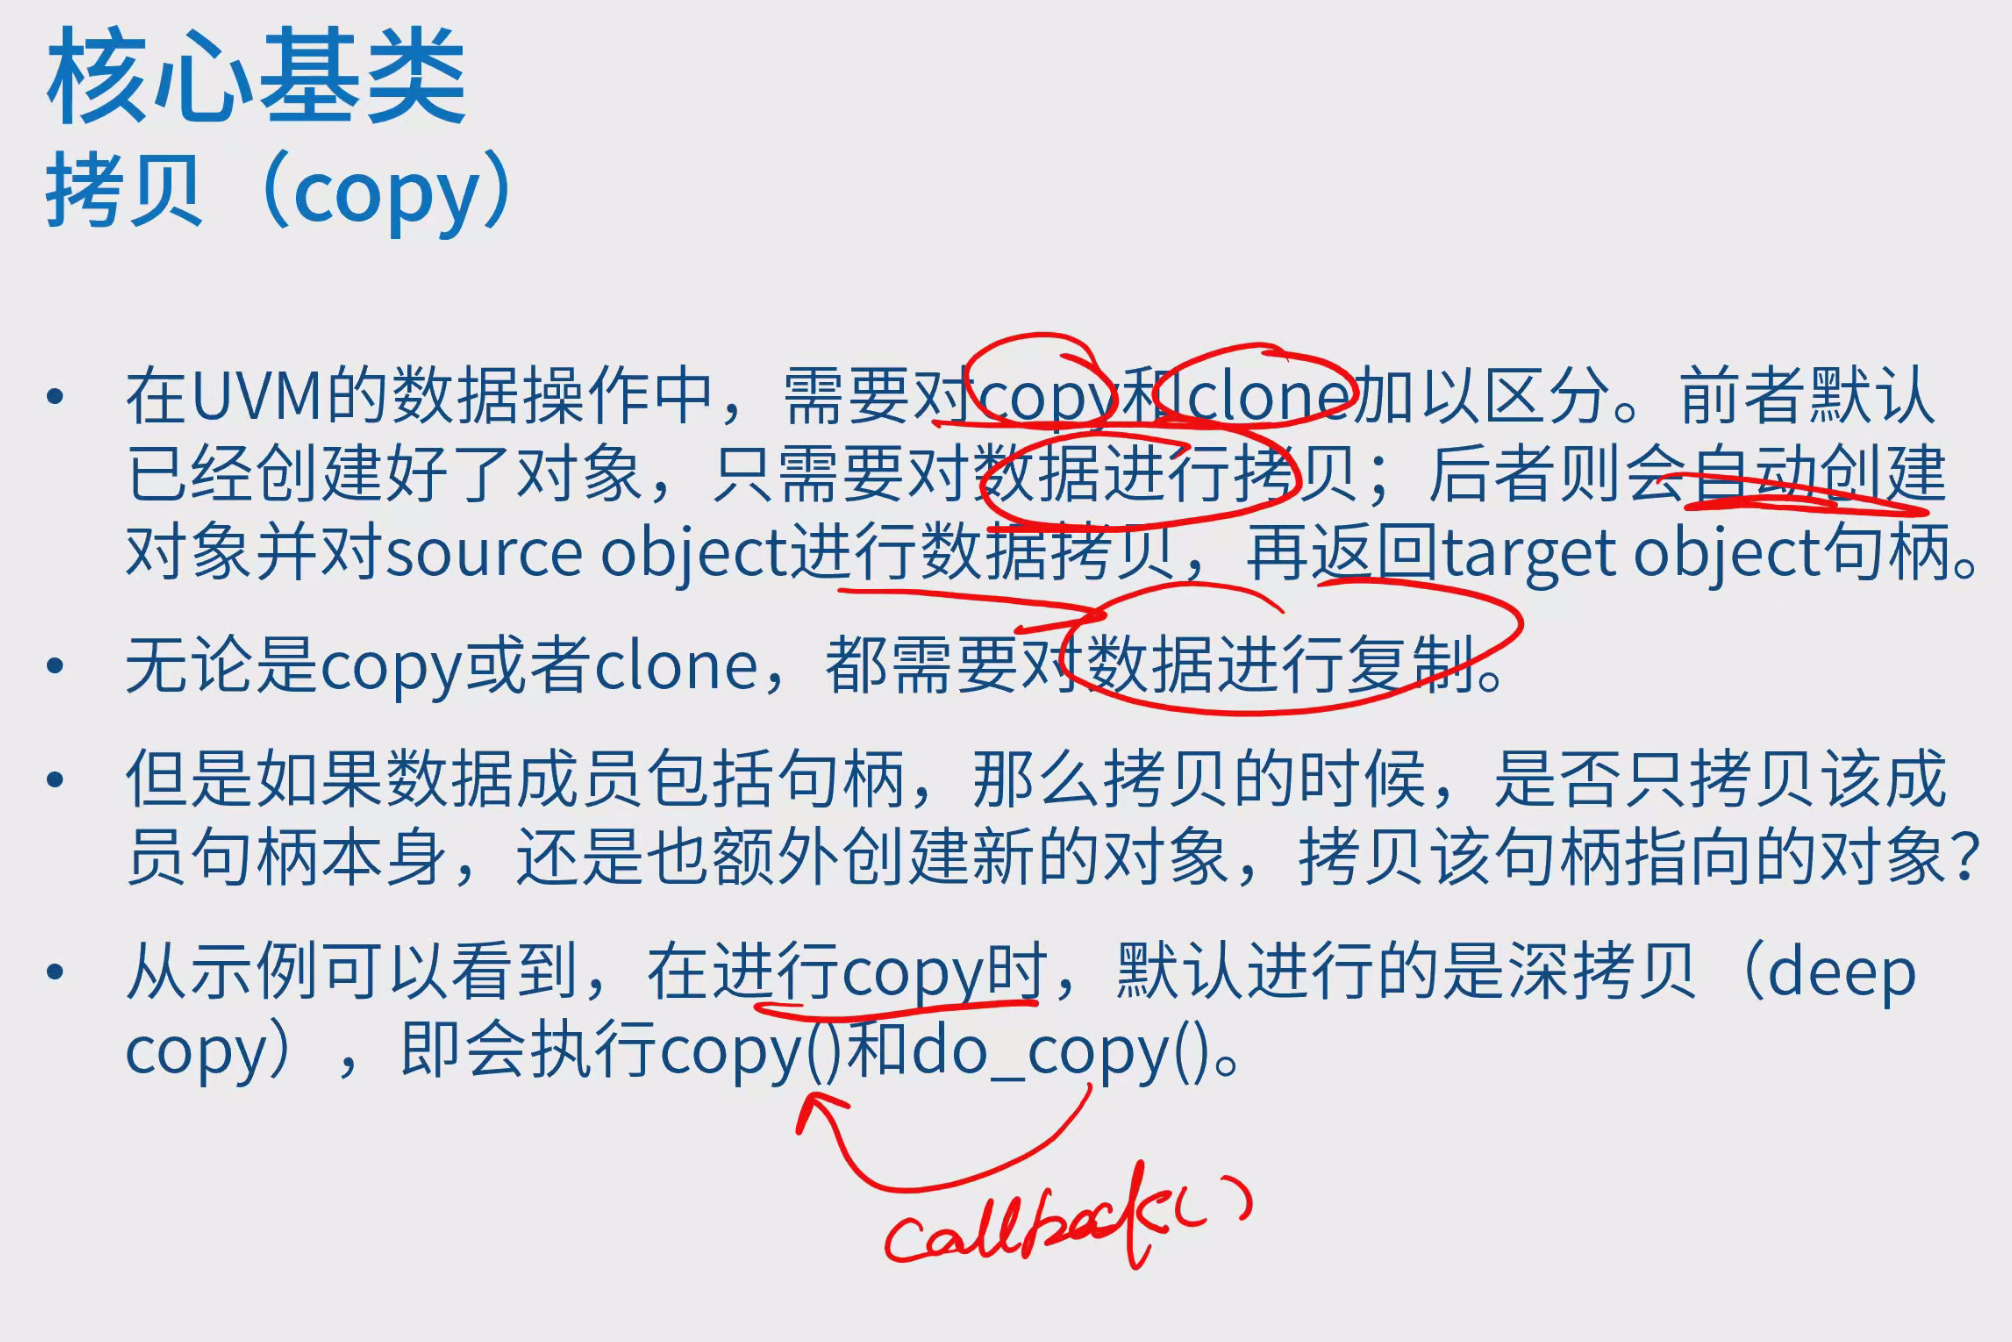 核心基类
拷贝（copy）
• 在UVM的数据操作中，需要对copy和clone加以区分。前者默认
已经创建好了对象，只需要对数据进行拷贝；后者则会自动创建
对象并对source object进行数据拷贝，再返回target object句柄。
• 无论是copy或者clone，都需要对数据进行复制。
• 但是如果数据成员包括句柄，那么拷贝的时候，是否只拷贝该成
员句柄本身，还是也额外创建新的对象，拷贝该句柄指向的对象？
• 从示例可以看到，在进行copy时，默认进行的是深拷贝（deep
copy），即会执行copy()和do_copy()。
callback()